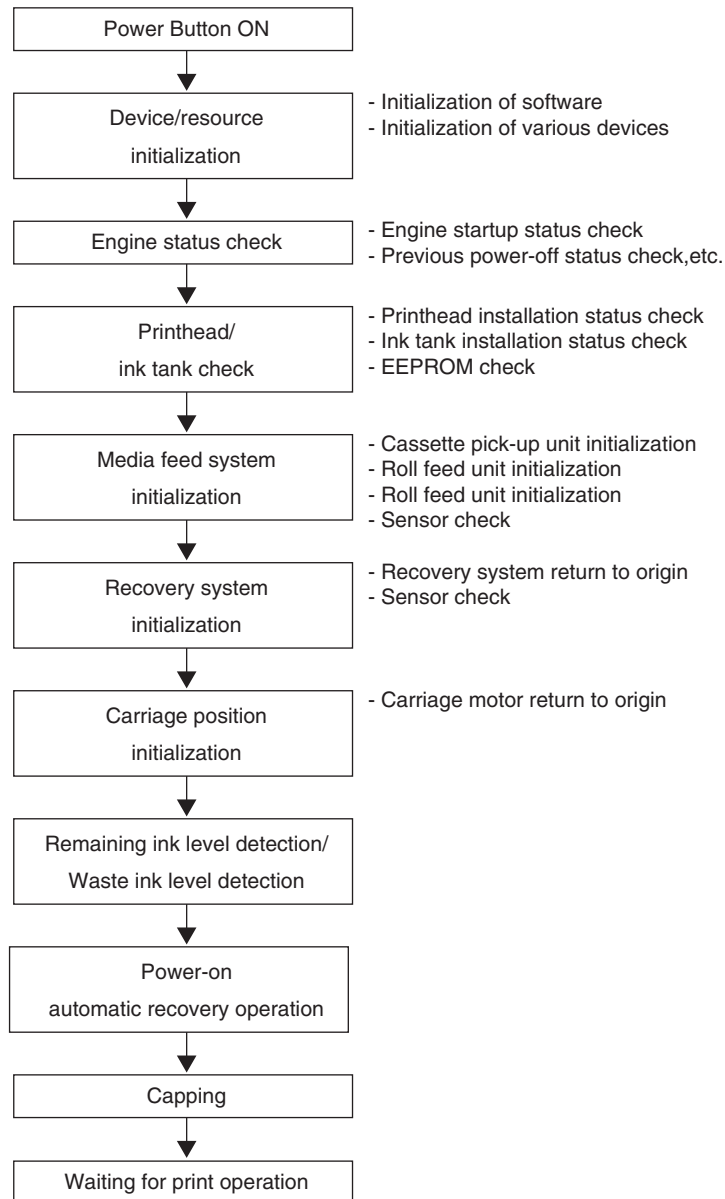 Power Button ON
Device/resource
initialization
- Initialization of software
- Initialization of various devices
Engine status check
- Engine startup status check
- Previous power-off status check,etc.
Printhead/
ink tank check
- Printhead installation status check
- Ink tank installation status check
- EEPROM check
Media feed system
initialization
- Cassette pick-up unit initialization
- Roll feed unit initialization
- Roll feed unit initialization
- Sensor check
Recovery system
initialization
- Recovery system return to origin
- Sensor check
Carriage position
initialization
- Carriage motor return to origin
Remaining ink level detection/
Waste ink level detection
Power-on
automatic recovery operation
Capping
Waiting for print operation